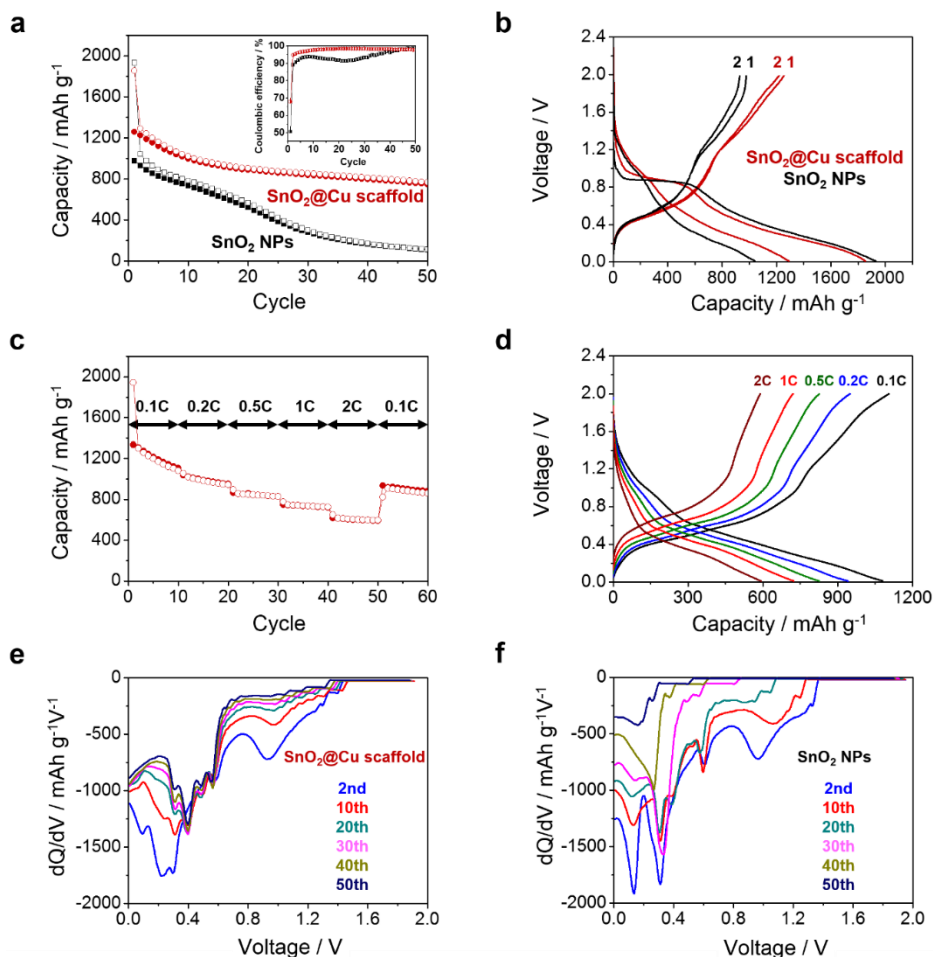 a
2000
1600
1200
800
400
0
Capacity / mAh g-1
0 10 20 30 40 50
Cycle
SnO2@Cu scaffold
SnO2 NPs
100
90
80
70
60
50
Coulombic efficiency / %
0 10 20 30 40 50
Cycle
b
2.4
2.0
1.6
1.2
0.8
0.4
0.0
Voltage / V
2 1 2 1
SnO2@Cu scaffold
SnO2 NPs
0 400 800 1200 1600 2000
Capacity / mAh g-1
c
2000
1600
1200
800
400
0
Capacity / mAh g-1
0.1C 0.2C 0.5C 1C 2C 0.1C
0 10 20 30 40 50 60
Cycle
d
2.4
2.0
1.6
1.2
0.8
0.4
0.0
Voltage / V
2C 1C 0.5C 0.2C 0.1C
0 300 600 900 1200
Capacity / mAh g-1
e
0
-500
-1000
-1500
-2000
dQ/dV / mAh g-1V-1
SnO2@Cu scaffold
2nd
10th
20th
30th
40th
50th
0.0 0.4 0.8 1.2 1.6 2.0
Voltage / V
f
0
-500
-1000
-1500
-2000
dQ/dV / mAh g-1V-1
SnO2 NPs
2nd
10th
20th
30th
40th
50th
0.0 0.4 0.8 1.2 1.6 2.0
Voltage / V